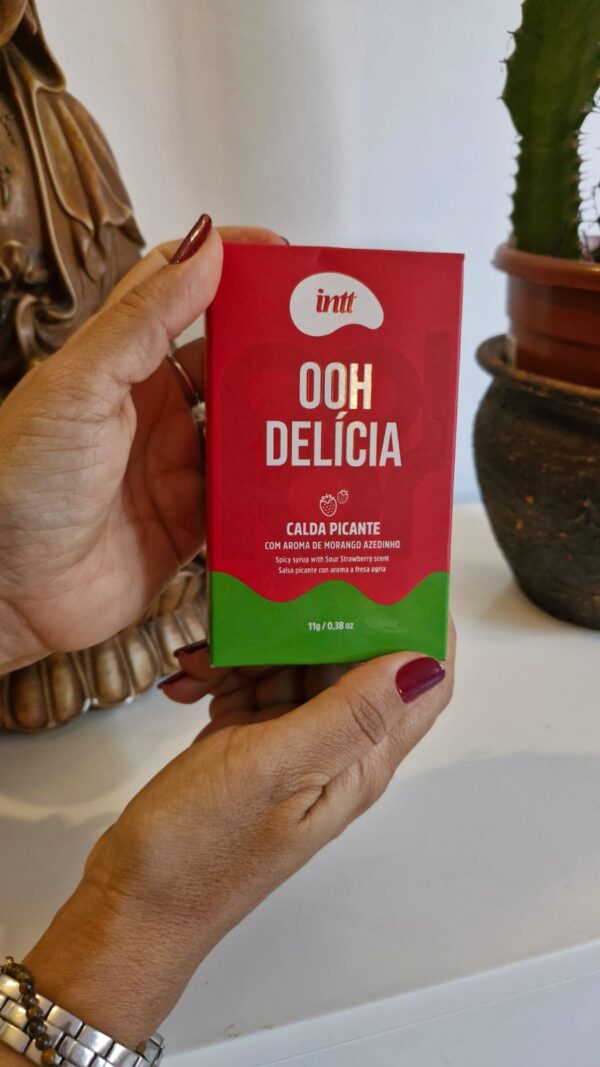 intt
OOH
DELÍCIA
CALDA PICANTE
COM AROMA DE MORANGO AZEDINHO
Spicy syrup with Sour Strawberry scent
Salsa picante con aroma a fresa agria
11g / 0,38 oz